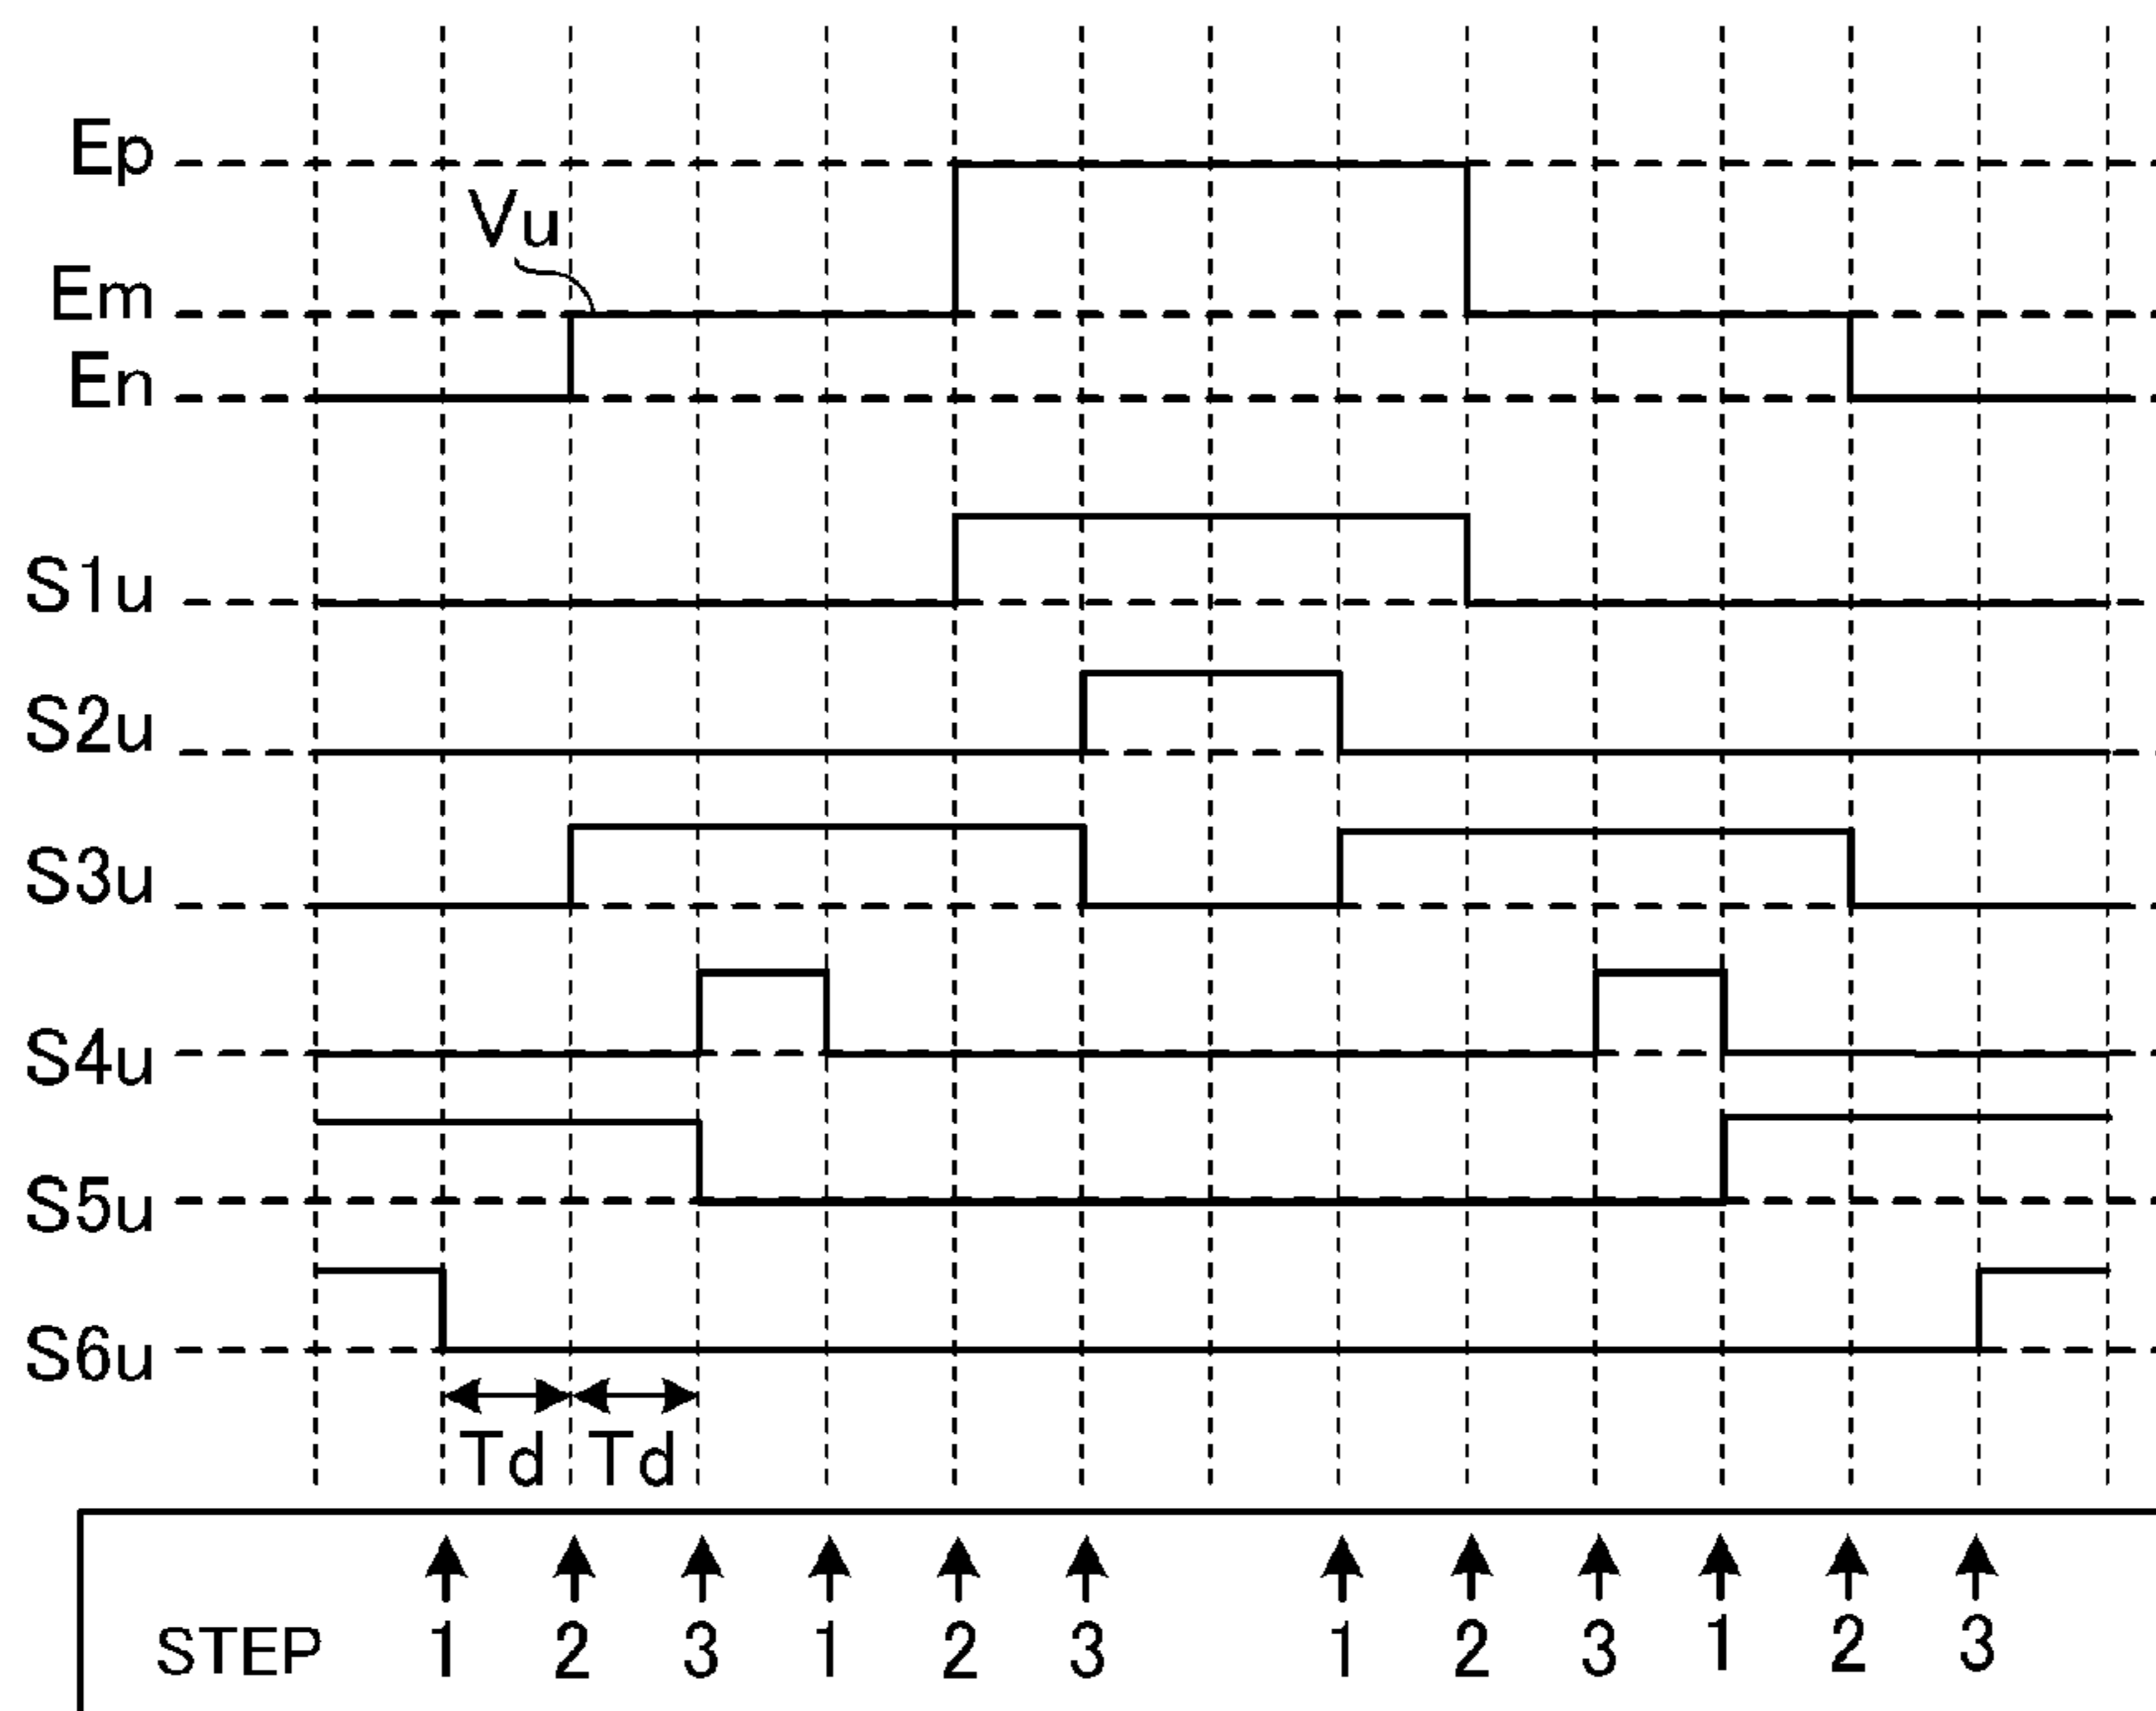 Ep
Vu
Em
En
S1u
S2u
S3u
S4u
S5u
S6u
Td Td
STEP 1 2 3 1 2 3 1 2 3 1 2 3